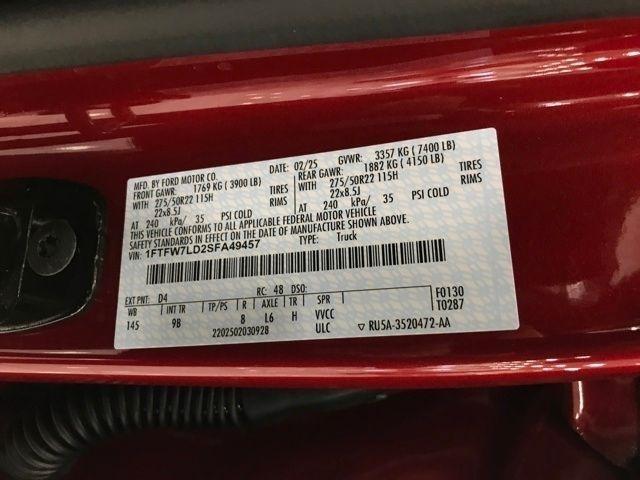 MFD. BY FORD MOTOR CO.
DATE: 02/25 GVWR: 3357 KG ( 7400 LB)
FRONT GAWR: 1769 KG ( 3900 LB)
REAR GAWR: 1882 KG ( 4150 LB)
WITH 275/50R22 115H TIRES
WITH 275/50R22 115H TIRES
22x8.5J RIMS
22x8.5J RIMS
AT 240 kPa/ 35 PSI COLD
AT 240 kPa/ 35 PSI COLD
THIS VEHICLE CONFORMS TO ALL APPLICABLE FEDERAL MOTOR VEHICLE
SAFETY STANDARDS IN EFFECT ON THE DATE OF MANUFACTURE SHOWN ABOVE.
VIN: 1FTFW7LD2SFA49457 TYPE: Truck
EXT PNT: D4 RC: 48 DSO: F0130
WB INT TR TP/PS R AXLE TR SPR T0287
145 9B 8 L6 H VVCC
2202502030928 ULC ▽ RU5A-3520472-AA